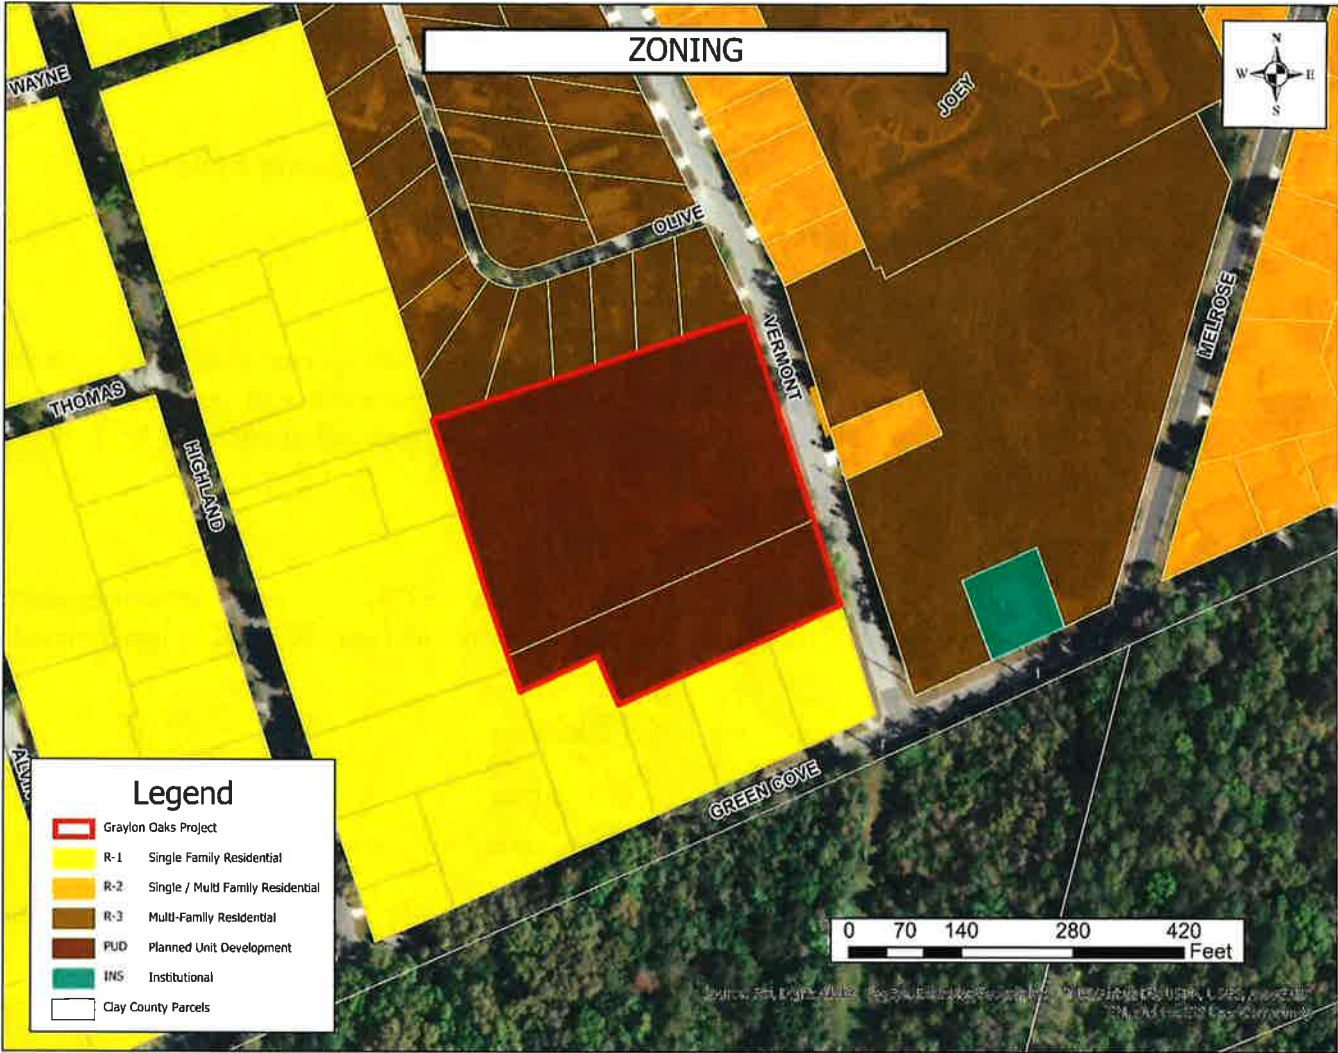 ZONING
N
W E
S
WAYNE
JOEY
OLIVE
VERMONT
MELROSE
THOMAS
HIGHLAND
GREEN COVE
Legend
Graylon Oaks Project
R-1 Single Family Residential
R-2 Single / Multi Family Residential
R-3 Multi-Family Residential
PUD Planned Unit Development
INS Institutional
Clay County Parcels
0 70 140 280 420
Feet